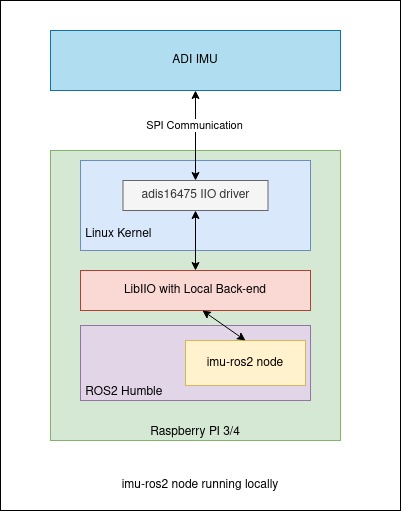 ADI IMU
SPI Communication
adis16475 IIO driver
Linux Kernel
LibIIO with Local Back-end
imu-ros2 node
ROS2 Humble
Raspberry PI 3/4
imu-ros2 node running locally